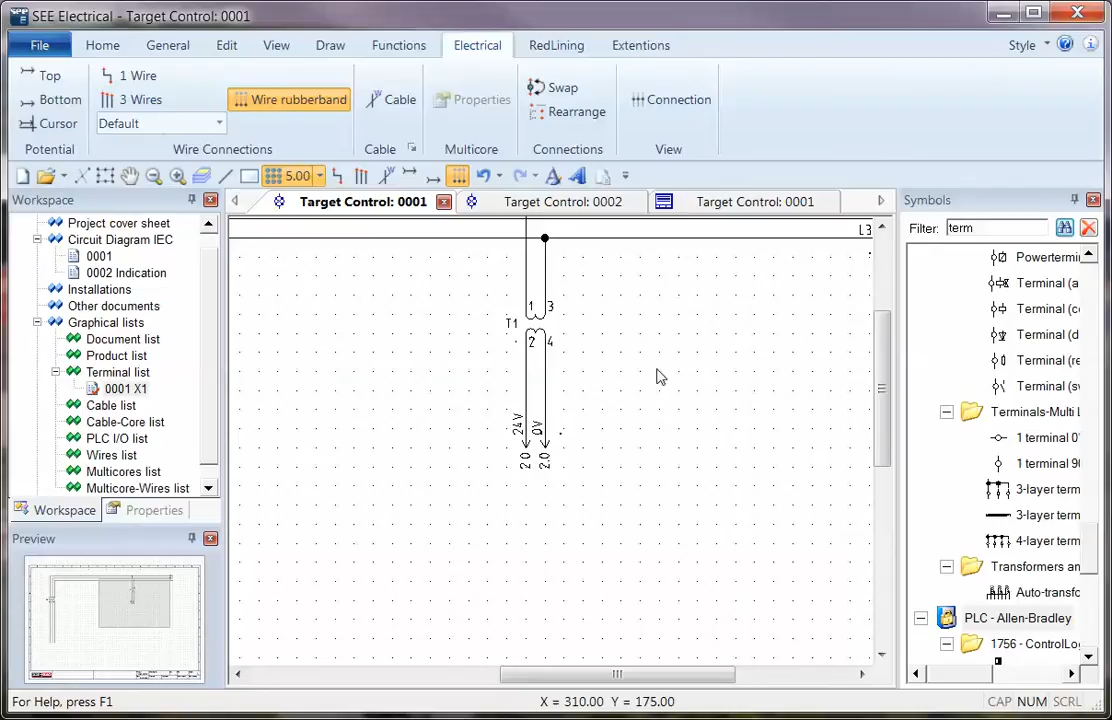 SEE Electrical - Target Control: 0001
File Home General Edit View Draw Functions Electrical RedLining Extentions Style
Top 1 Wire Swap
Bottom 3 Wires Wire rubberband Cable Properties Connection
Cursor Default Rearrange
Potential Wire Connections Cable Multicore Connections View
5.00
Workspace
Target Control: 0001 Target Control: 0002 Target Control: 0001
Symbols
Filter: term
Project cover sheet
Circuit Diagram IEC
0001
0002 Indication
Installations
Other documents
Graphical lists
Document list
Product list
Terminal list
0001 X1
Cable list
Cable-Core list
PLC I/O list
Wires list
Multicores list
Multicore-Wires list
Workspace Properties
Preview
L3
1 3
T1
2 4
24V 0V
2.0 2.0
Powertermi
Terminal (a
Terminal (c
Terminal (d
Terminal (re
Terminal (sv
Terminals-Multi L
1 terminal 0°
1 terminal 90
3-layer term
3-layer term
4-layer term
Transformers an
Auto-transfo
PLC - Allen-Bradley
1756 - ControlLo
For Help, press F1 X = 310.00 Y = 175.00 CAP NUM SCRL